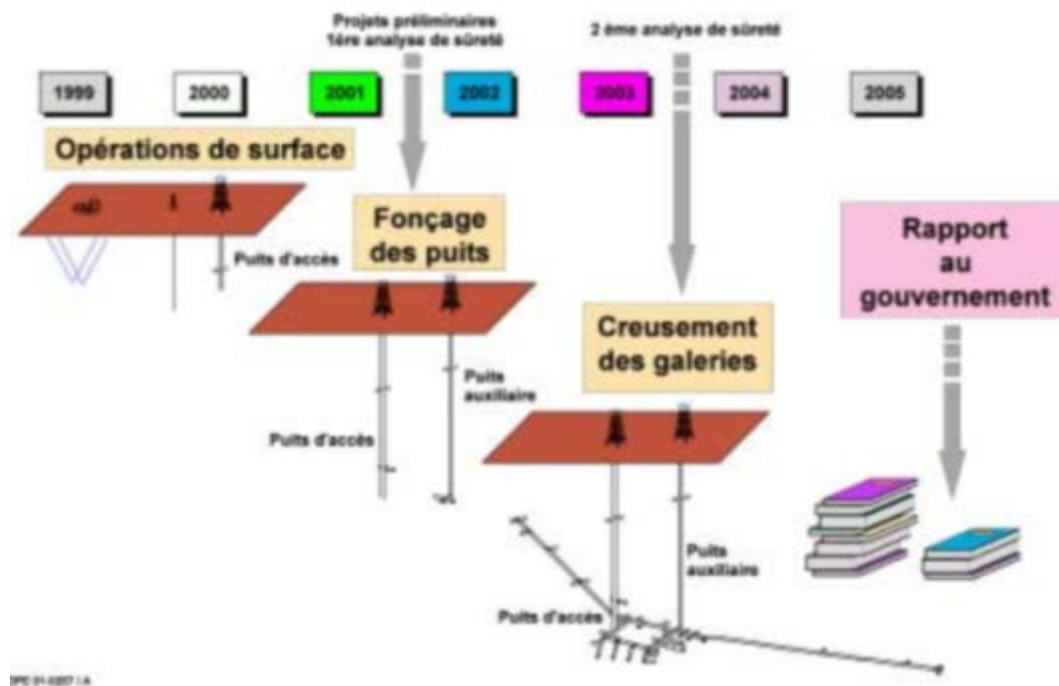 Projets préliminaires
1ére analyse de sûreté
2 ème analyse de sûreté
1999
2000
2001
2002
2003
2004
2005
Opérations de surface
Puits d'accès
Fonçage
des puits
Puits
auxiliaire
Puits d'accès
Creusement
des galeries
Puits
auxiliaire
Puits d'accès
Rapport
au
gouvernement